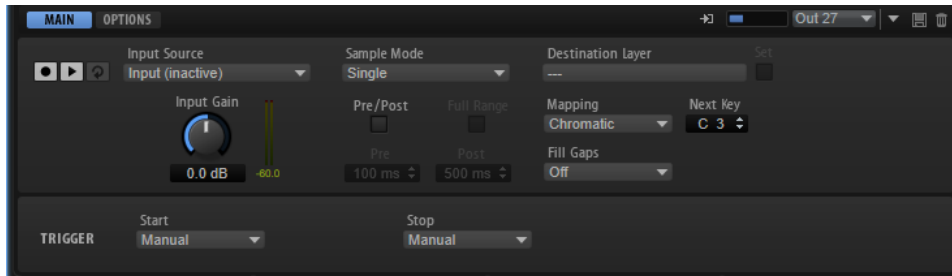 MAIN OPTIONS Out 27
Input Source Sample Mode Destination Layer Set
Input (inactive) Single ---
Input Gain Pre/Post Full Range Mapping Next Key
Chromatic C 3
Pre Post Fill Gaps
0.0 dB -60.0 100 ms 500 ms Off
Start Stop
TRIGGER Manual Manual